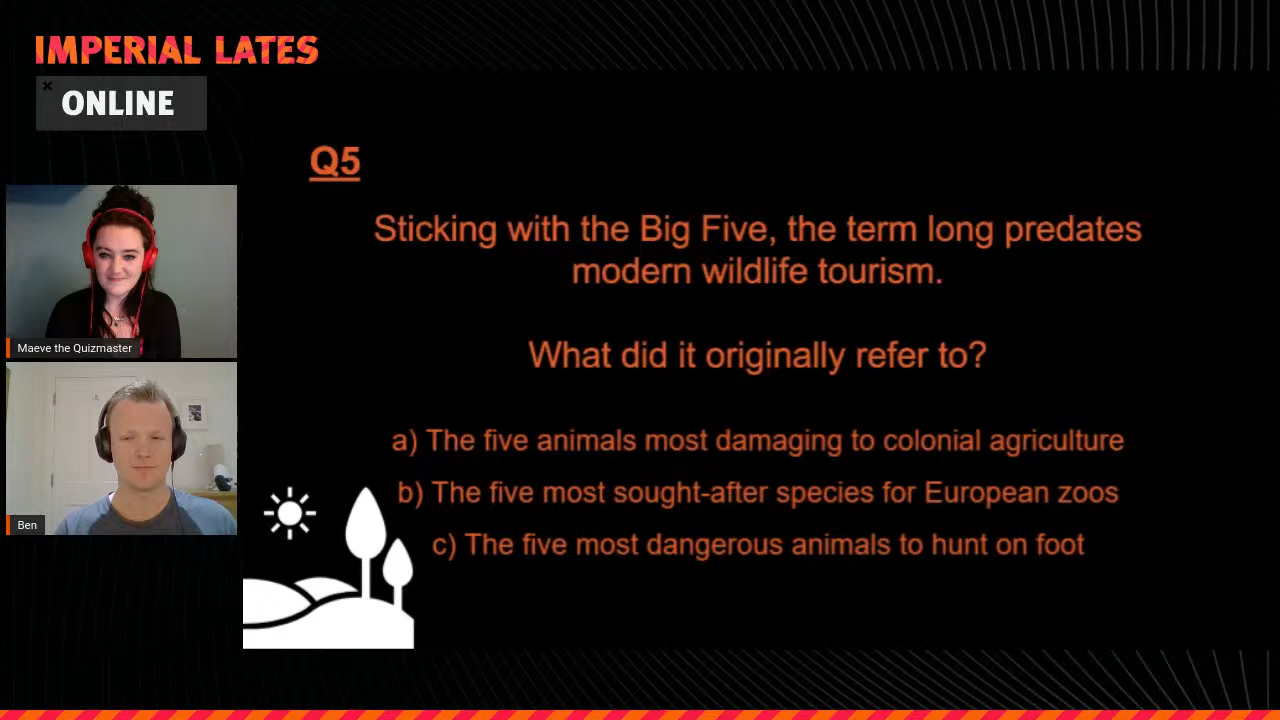 IMPERIAL LATES
ONLINE
Q5
Sticking with the Big Five, the term long predates
modern wildlife tourism.
What did it originally refer to?
a) The five animals most damaging to colonial agriculture
b) The five most sought-after species for European zoos
c) The five most dangerous animals to hunt on foot
Maeve the Quizmaster
Ben